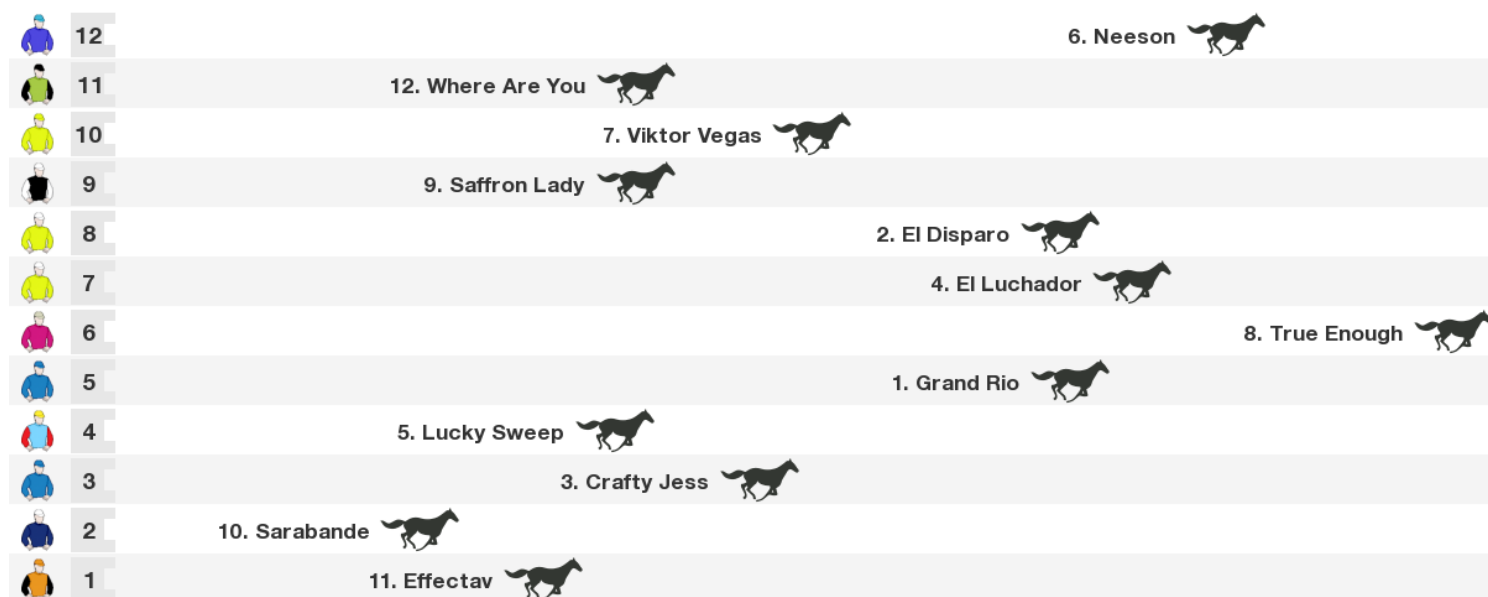 12 6. Neeson
11 12. Where Are You
10 7. Viktor Vegas
9 9. Saffron Lady
8 2. El Disparo
7 4. El Luchador
6 8. True Enough
5 1. Grand Rio
4 5. Lucky Sweep
3 3. Crafty Jess
2 10. Sarabande
1 11. Effectav